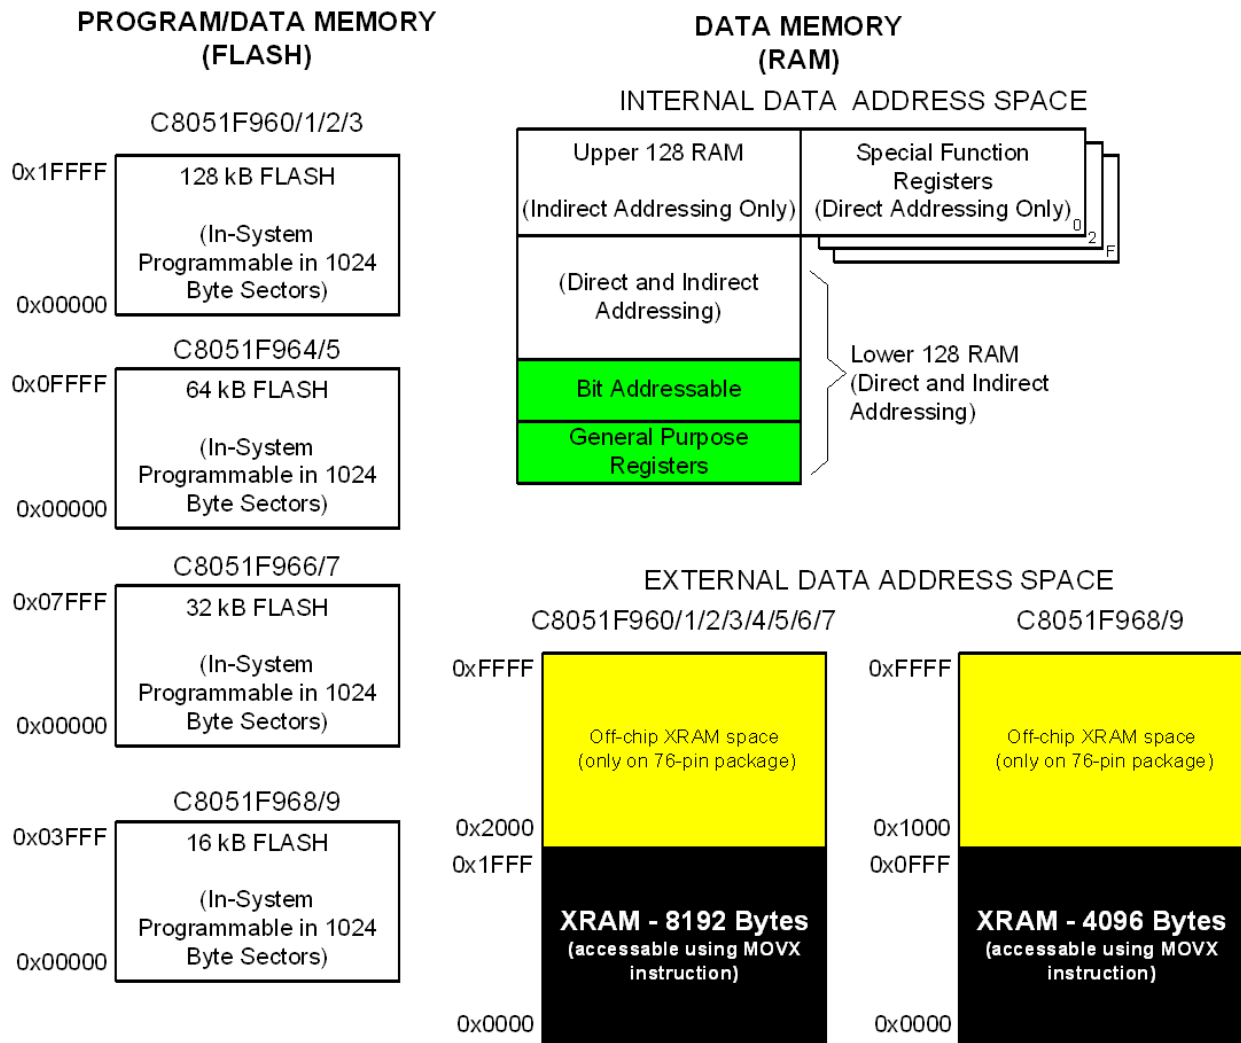 PROGRAM/DATA MEMORY
(FLASH)
C8051F960/1/2/3
0x1FFFF
128 kB FLASH
(In-System
Programmable in 1024
Byte Sectors)
0x00000
C8051F964/5
0x0FFFF
64 kB FLASH
(In-System
Programmable in 1024
Byte Sectors)
0x00000
C8051F966/7
0x07FFF
32 kB FLASH
(In-System
Programmable in 1024
Byte Sectors)
0x00000
C8051F968/9
0x03FFF
16 kB FLASH
(In-System
Programmable in 1024
Byte Sectors)
0x00000
DATA MEMORY
(RAM)
INTERNAL DATA ADDRESS SPACE
Upper 128 RAM
(Indirect Addressing Only)
Special Function
Registers
(Direct Addressing Only)
0
2
F
(Direct and Indirect
Addressing)
Bit Addressable
General Purpose
Registers
Lower 128 RAM
(Direct and Indirect
Addressing)
EXTERNAL DATA ADDRESS SPACE
C8051F960/1/2/3/4/5/6/7
0xFFFF
Off-chip XRAM space
(only on 76-pin package)
0x2000
0x1FFF
XRAM - 8192 Bytes
(accessable using MOVX
instruction)
0x0000
C8051F968/9
0xFFFF
Off-chip XRAM space
(only on 76-pin package)
0x1000
0x0FFF
XRAM - 4096 Bytes
(accessable using MOVX
instruction)
0x0000